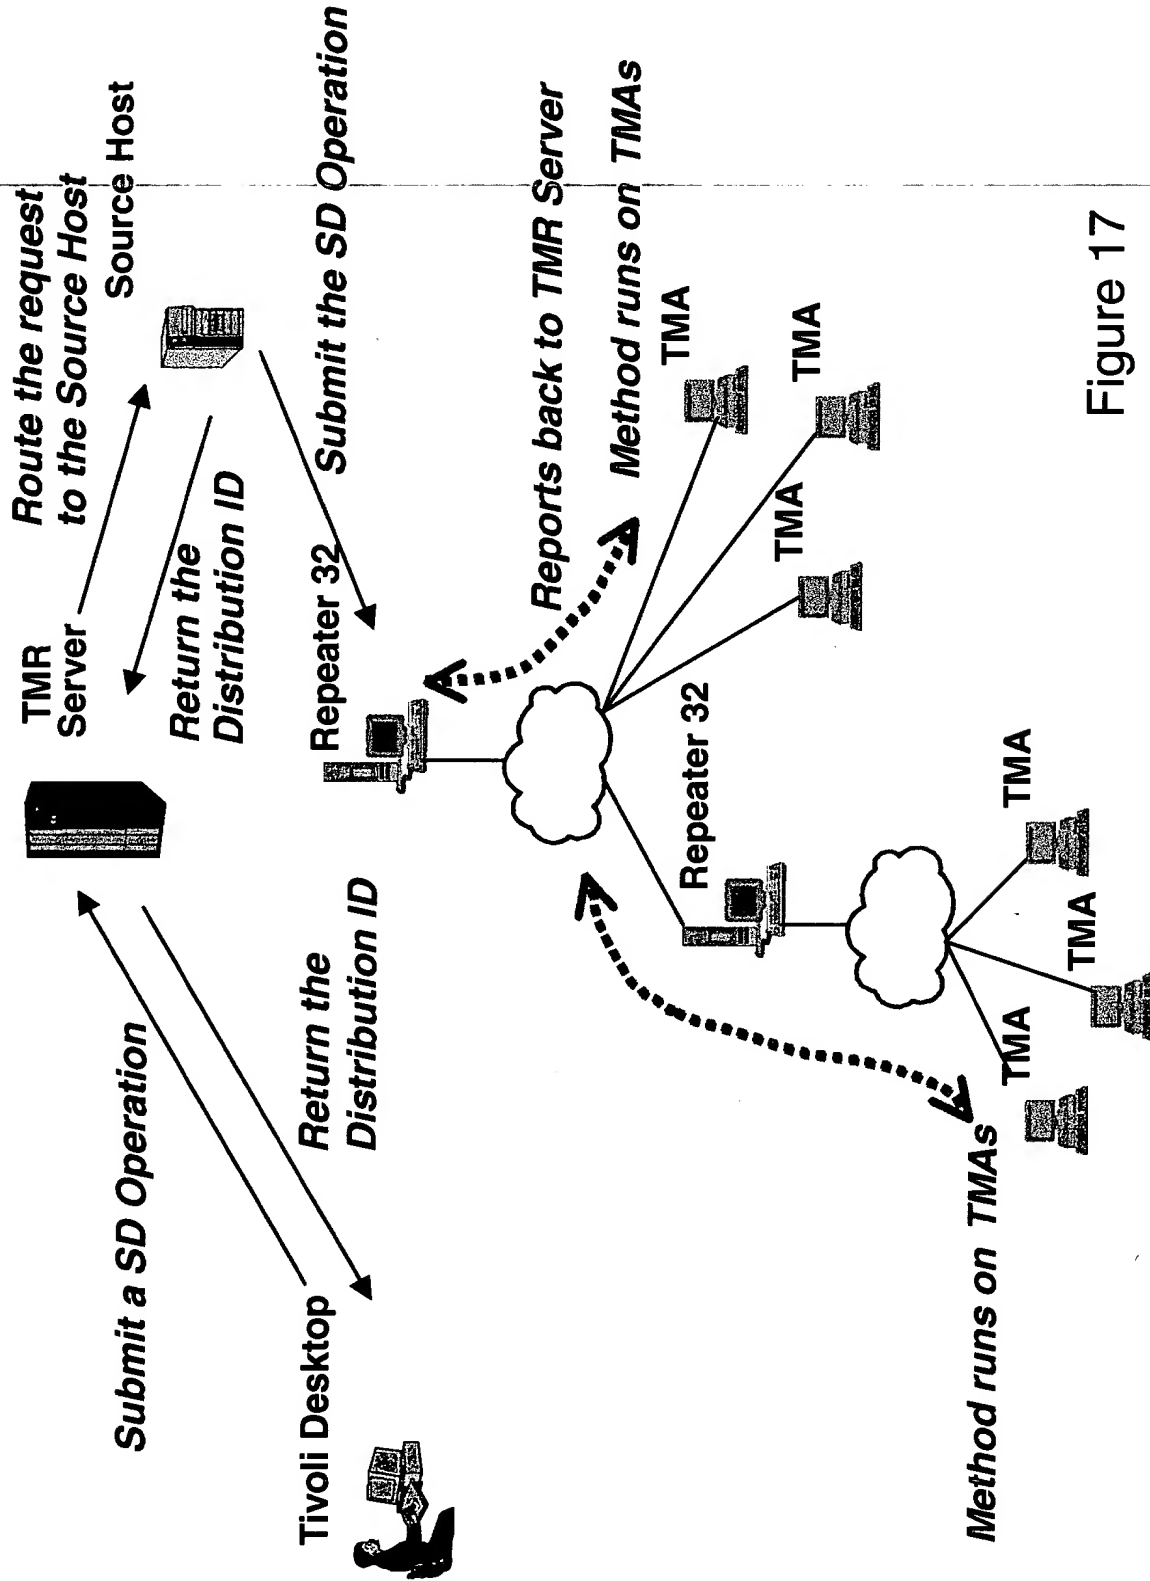 Submit a SD Operation
TMR
Server
Route the request
to the Source Host
Source Host
Return the
Distribution ID
Tivoli Desktop
Return the
Distribution ID
Repeater 32
Submit the SD Operation
Reports back to TMR Server
Method runs on TMAs
TMA
TMA
TMA
Repeater 32
TMA
TMA
TMA
Method runs on TMAs
Figure 17